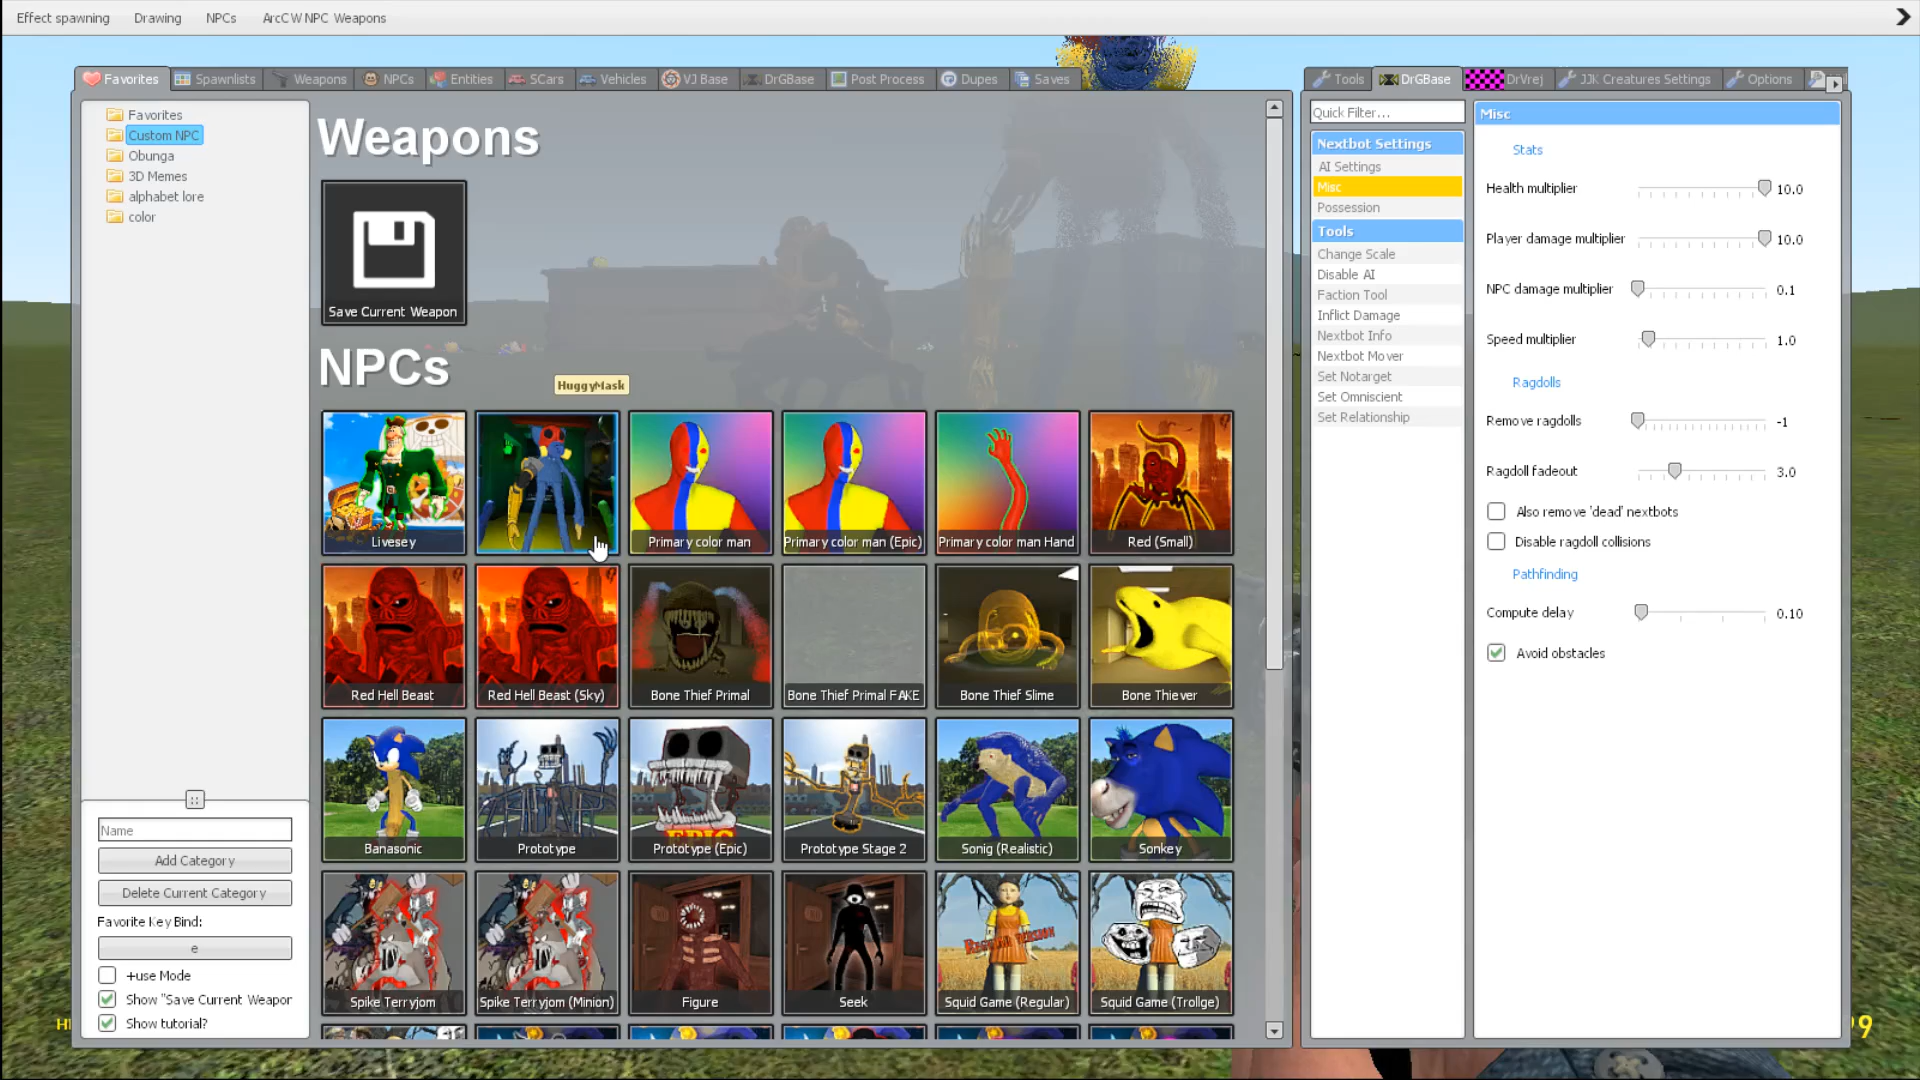 Effect spawning Drawing NPCs ArcCW NPC Weapons
Favorites Spawnlists Weapons NPCs Entities SCars Vehicles VJ Base DrGBase Post Process Dupes Saves
Tools DrGBase DrVrej JJK Creatures Settings Options
Favorites
Custom NPC
Obunga
3D Memes
alphabet lore
color
Weapons
Save Current Weapon
NPCs
HuggyMask
Livesey Primary color man Primary color man (Epic) Primary color man Hand Red (Small)
Red Hell Beast Red Hell Beast (Sky) Bone Thief Primal Bone Thief Primal FAKE Bone Thief Slime Bone Thiever
EPIC
Banasonic Prototype Prototype (Epic) Prototype Stage 2 Sonig (Realistic) Sonkey
REGULAR VERSION
Spike Terryjom Spike Terryjom (Minion) Figure Seek Squid Game (Regular) Squid Game (Trollge)
Name
Add Category
Delete Current Category
Favorite Key Bind:
e
+use Mode
Show "Save Current Weapor
Show tutorial?
Quick Filter...
Nextbot Settings
AI Settings
Misc
Possession
Tools
Change Scale
Disable AI
Faction Tool
Inflict Damage
Nextbot Info
Nextbot Mover
Set Notarget
Set Omniscient
Set Relationship
Misc
Stats
Health multiplier 10.0
Player damage multiplier 10.0
NPC damage multiplier 0.1
Speed multiplier 1.0
Ragdolls
Remove ragdolls -1
Ragdoll fadeout 3.0
Also remove 'dead' nextbots
Disable ragdoll collisions
Pathfinding
Compute delay 0.10
Avoid obstacles